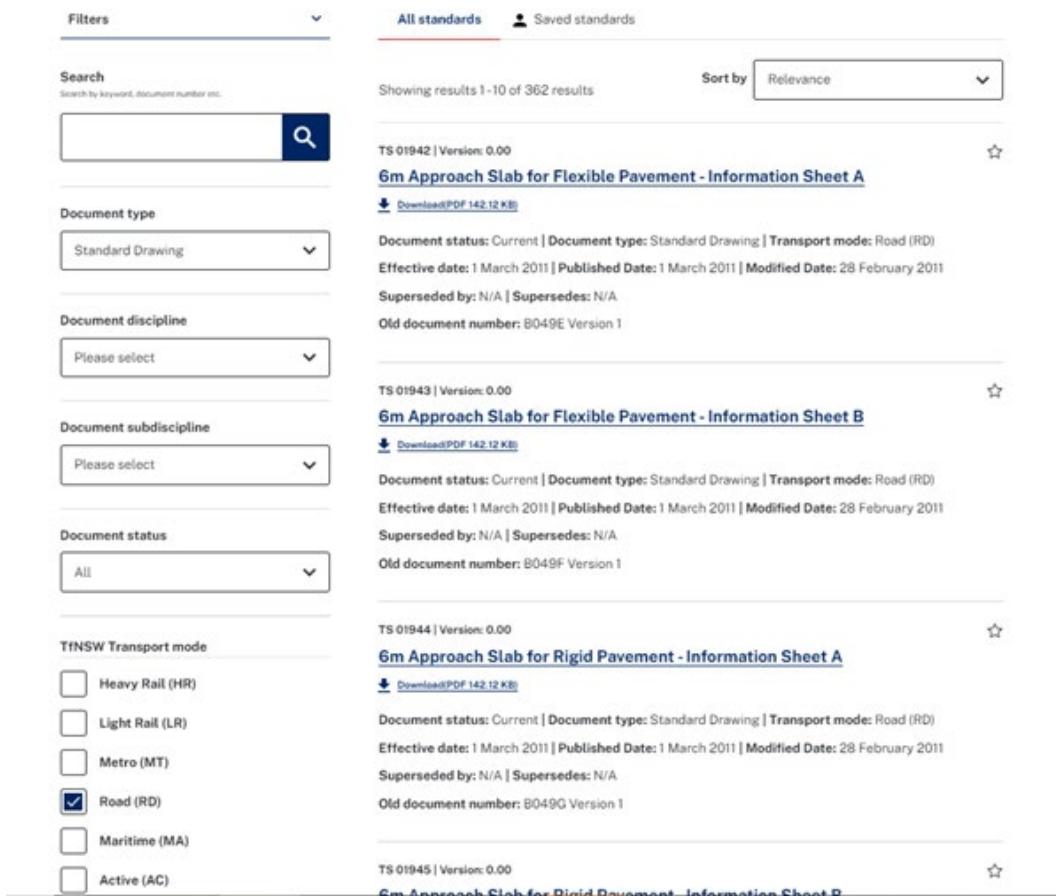 Filters
Search
Search by keyword, document number etc.
Document type
Standard Drawing
Document discipline
Please select
Document subdiscipline
Please select
Document status
All
TfNSW Transport mode
Heavy Rail (HR)
Light Rail (LR)
Metro (MT)
Road (RD)
Maritime (MA)
Active (AC)
All standards
Saved standards
Showing results 1-10 of 362 results
Sort by
Relevance
TS 01942 | Version: 0.00
6m Approach Slab for Flexible Pavement - Information Sheet A
Download(PDF 142.12 KB)
Document status: Current | Document type: Standard Drawing | Transport mode: Road (RD)
Effective date: 1 March 2011 | Published Date: 1 March 2011 | Modified Date: 28 February 2011
Superseded by: N/A | Supersedes: N/A
Old document number: B049E Version 1
TS 01943 | Version: 0.00
6m Approach Slab for Flexible Pavement - Information Sheet B
Download(PDF 142.12 KB)
Document status: Current | Document type: Standard Drawing | Transport mode: Road (RD)
Effective date: 1 March 2011 | Published Date: 1 March 2011 | Modified Date: 28 February 2011
Superseded by: N/A | Supersedes: N/A
Old document number: B049F Version 1
TS 01944 | Version: 0.00
6m Approach Slab for Rigid Pavement - Information Sheet A
Download(PDF 142.12 KB)
Document status: Current | Document type: Standard Drawing | Transport mode: Road (RD)
Effective date: 1 March 2011 | Published Date: 1 March 2011 | Modified Date: 28 February 2011
Superseded by: N/A | Supersedes: N/A
Old document number: B049G Version 1
TS 01945 | Version: 0.00
6m Approach Slab for Rigid Pavement - Information Sheet B